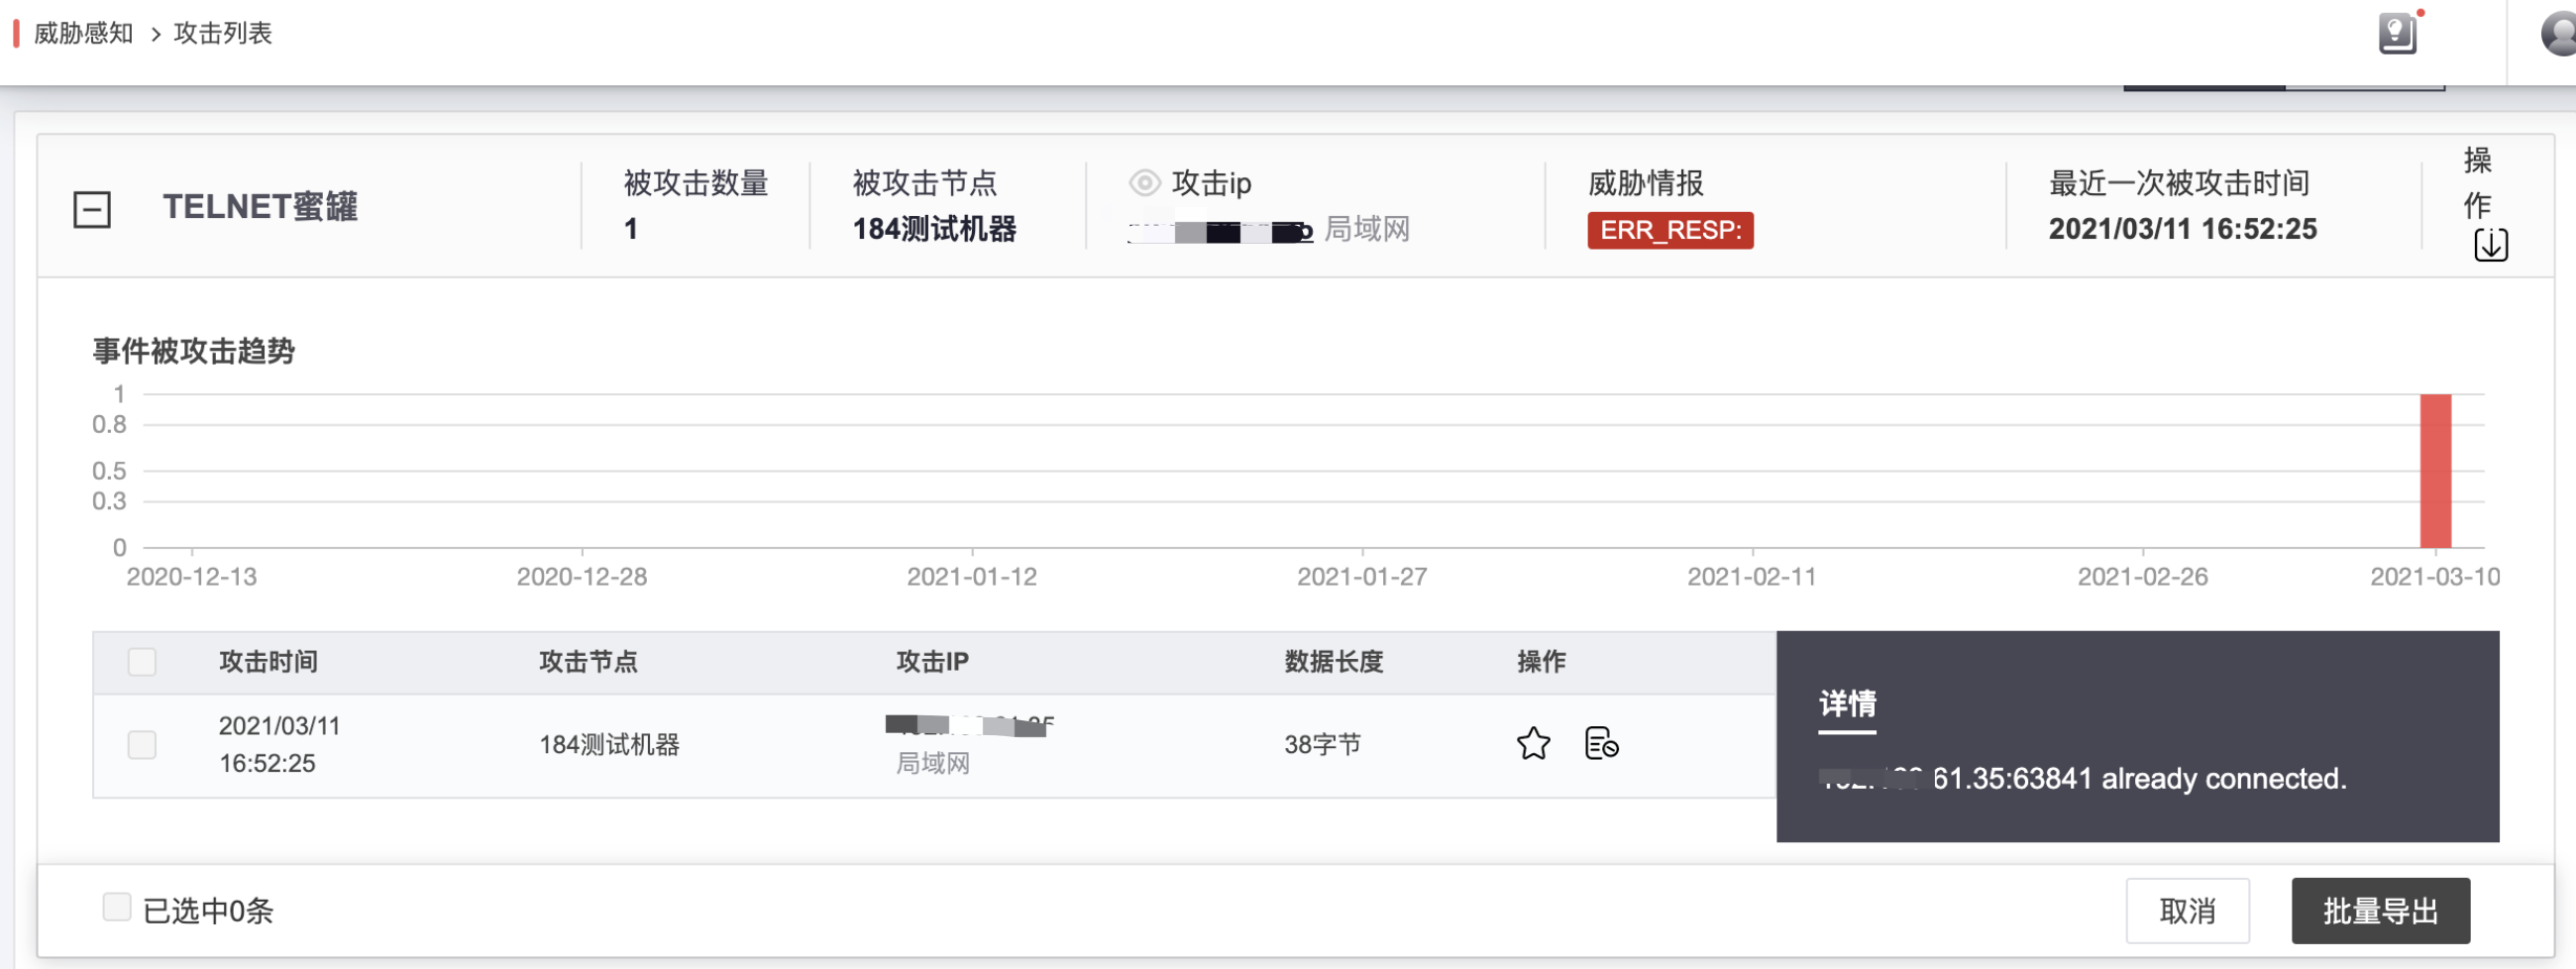 威胁感知 > 攻击列表
TELNET蜜罐
被攻击数量
1
被攻击节点
184测试机器
攻击ip
局域网
威胁情报
ERR_RESP:
最近一次被攻击时间
2021/03/11 16:52:25
操
作
事件被攻击趋势
1
0.8
0.5
0.3
0
2020-12-13
2020-12-28
2021-01-12
2021-01-27
2021-02-11
2021-02-26
2021-03-10
攻击时间
攻击节点
攻击IP
数据长度
操作
2021/03/11
16:52:25
184测试机器
局域网
38字节
详情
61.35:63841 already connected.
已选中0条
取消
批量导出